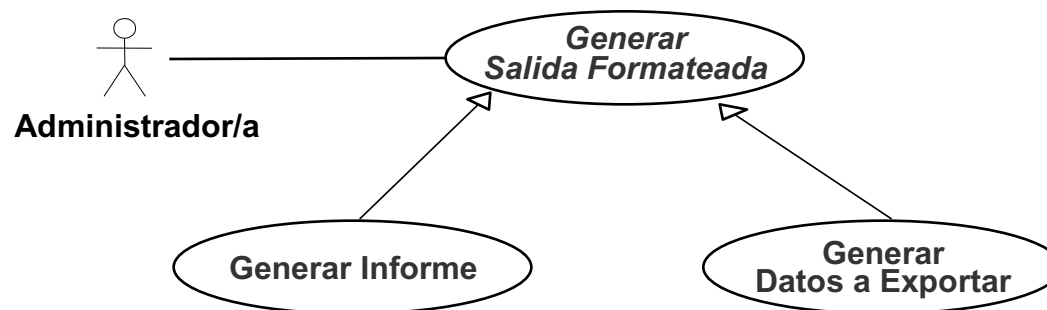 Generar
Salida Formateada
Administrador/a
Generar Informe
Generar
Datos a Exportar